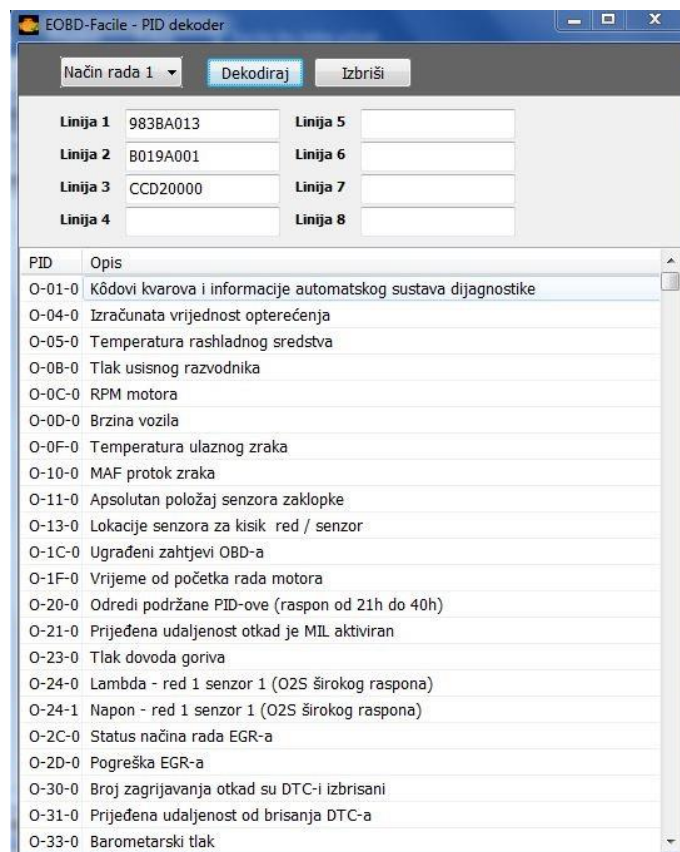 EOBD-Facile - PID dekoder
Način rada 1 Dekodiraj Izbriši
Linija 1 983BA013 Linija 5
Linija 2 B019A001 Linija 6
Linija 3 CCD20000 Linija 7
Linija 4 Linija 8
PID Opis
O-01-0 Kôdovi kvarova i informacije automatskog sustava dijagnostike
O-04-0 Izračunata vrijednost opterećenja
O-05-0 Temperatura rashladnog sredstva
O-0B-0 Tlak usisnog razvodnika
O-0C-0 RPM motora
O-0D-0 Brzina vozila
O-0F-0 Temperatura ulaznog zraka
O-10-0 MAF protok zraka
O-11-0 Apsolutan položaj senzora zaklopke
O-13-0 Lokacije senzora za kisik red / senzor
O-1C-0 Ugrađeni zahtjevi OBD-a
O-1F-0 Vrijeme od početka rada motora
O-20-0 Odredi podržane PID-ove (raspon od 21h do 40h)
O-21-0 Prijeđena udaljenost otkad je MIL aktiviran
O-23-0 Tlak dovoda goriva
O-24-0 Lambda - red 1 senzor 1 (O2S širokog raspona)
O-24-1 Napon - red 1 senzor 1 (O2S širokog raspona)
O-2C-0 Status načina rada EGR-a
O-2D-0 Pogreška EGR-a
O-30-0 Broj zagrijavanja otkad su DTC-i izbrisani
O-31-0 Prijeđena udaljenost od brisanja DTC-a
O-33-0 Barometarski tlak